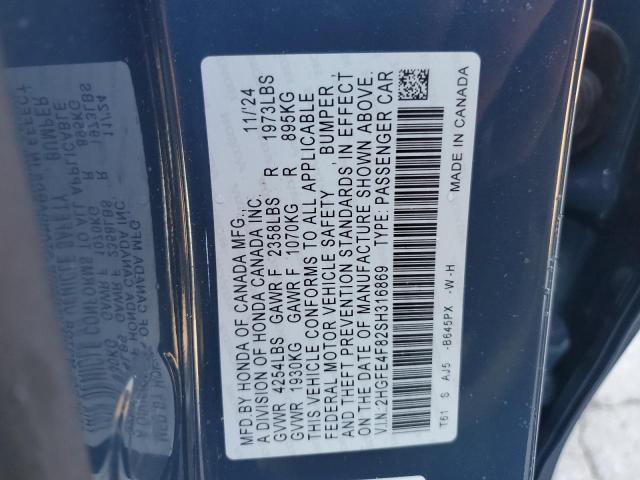 MFD.BY HONDA OF CANADA MFG., 11/24
A DIVISION OF HONDA CANADA INC.
GVWR 4254LBS GAWR F 2358LBS R 1973LBS
GVWR 1930KG GAWR F 1070KG R 895KG
THIS VEHICLE CONFORMS TO ALL APPLICABLE
FEDERAL MOTOR VEHICLE SAFETY, BUMPER,
AND THEFT PREVENTION STANDARDS IN EFFECT
ON THE DATE OF MANUFACTURE SHOWN ABOVE.
V.I.N.: 2HGFE4F82SH316869 TYPE: PASSENGER CAR
T61 S AJ5 -B645PX -W-H
MADE IN CANADA